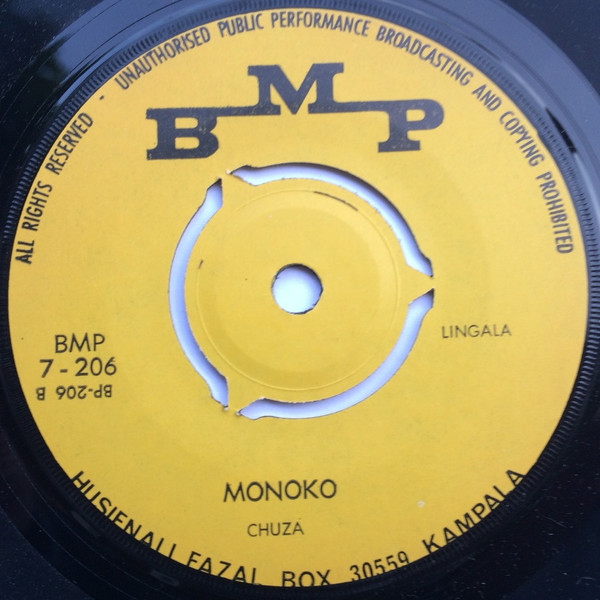 ALL RIGHTS RESERVED - UNAUTHORISED PUBLIC PERFORMANCE BROADCASTING AND COPYING PROHIBITED
BMP
LINGALA
BMP
7-206
BP-206 B
MONOKO
CHUZA
HUSIENALI FAZAL BOX 30559 KAMPALA